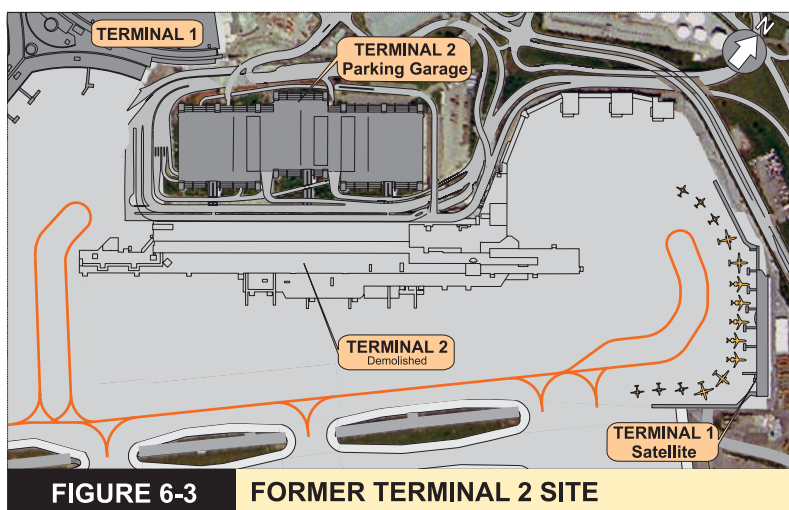 TERMINAL 1
TERMINAL 2
Parking Garage
N
TERMINAL 2
Demolished
TERMINAL 1
Satellite
FIGURE 6-3
FORMER TERMINAL 2 SITE